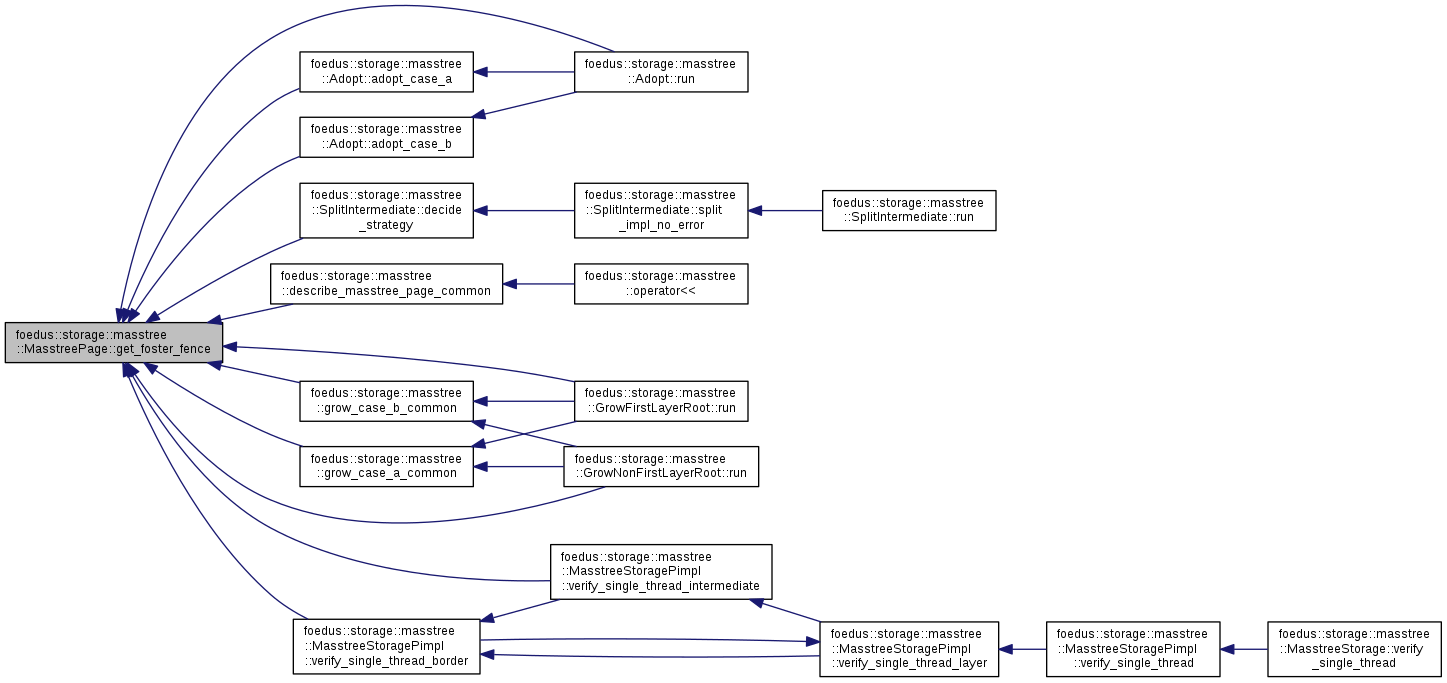 foedus::storage::masstree
::Adopt::adopt_case_a
foedus::storage::masstree
::Adopt::run
foedus::storage::masstree
::Adopt::adopt_case_b
foedus::storage::masstree
::SplitIntermediate::decide
_strategy
foedus::storage::masstree
::SplitIntermediate::split
_impl_no_error
foedus::storage::masstree
::SplitIntermediate::run
foedus::storage::masstree
::describe_masstree_page_common
foedus::storage::masstree
::operator<<
foedus::storage::masstree
::MasstreePage::get_foster_fence
foedus::storage::masstree
::grow_case_b_common
foedus::storage::masstree
::GrowFirstLayerRoot::run
foedus::storage::masstree
::grow_case_a_common
foedus::storage::masstree
::GrowNonFirstLayerRoot::run
foedus::storage::masstree
::MasstreeStoragePimpl
::verify_single_thread_intermediate
foedus::storage::masstree
::MasstreeStoragePimpl
::verify_single_thread_border
foedus::storage::masstree
::MasstreeStoragePimpl
::verify_single_thread_layer
foedus::storage::masstree
::MasstreeStoragePimpl
::verify_single_thread
foedus::storage::masstree
::MasstreeStorage::verify
_single_thread